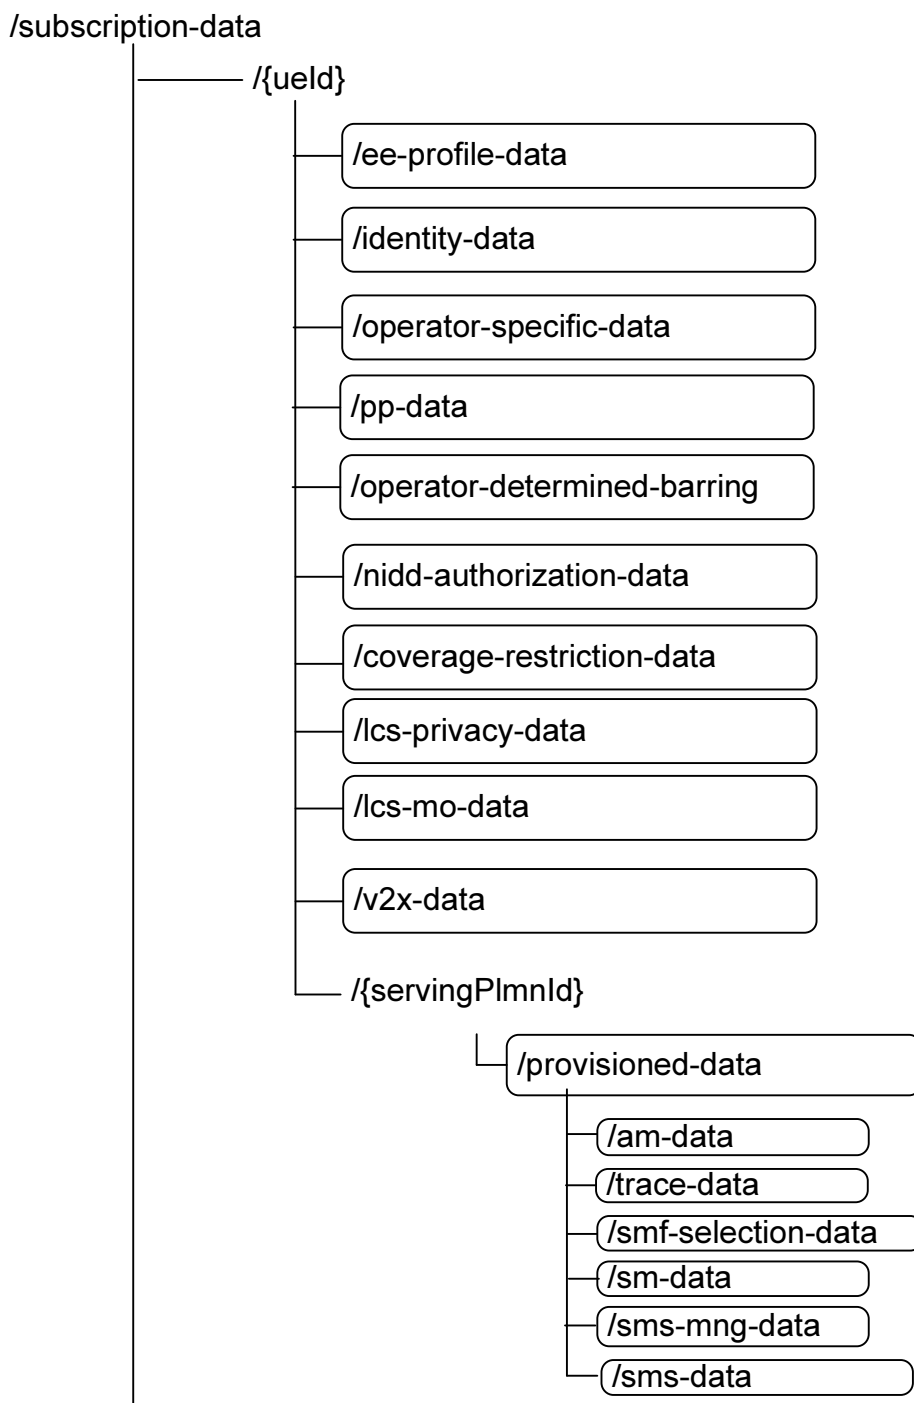 /subscription-data
/{ueId}
/ee-profile-data
/identity-data
/operator-specific-data
/pp-data
/operator-determined-barring
/nidd-authorization-data
/coverage-restriction-data
/lcs-privacy-data
/lcs-mo-data
/v2x-data
/{servingPlmnId}
/provisioned-data
/am-data
/trace-data
/smf-selection-data
/sm-data
/sms-mng-data
/sms-data